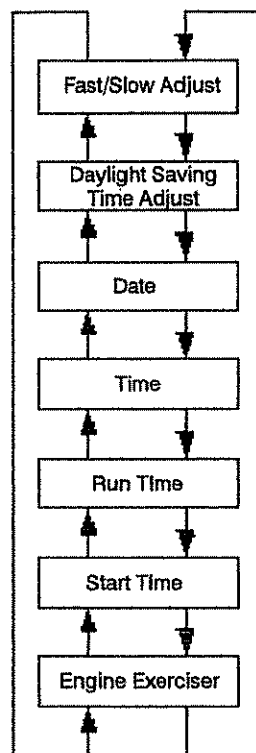 Fast/Slow Adjust
Daylight Saving
Time Adjust
Date
Time
Run Time
Start Time
Engine Exerciser